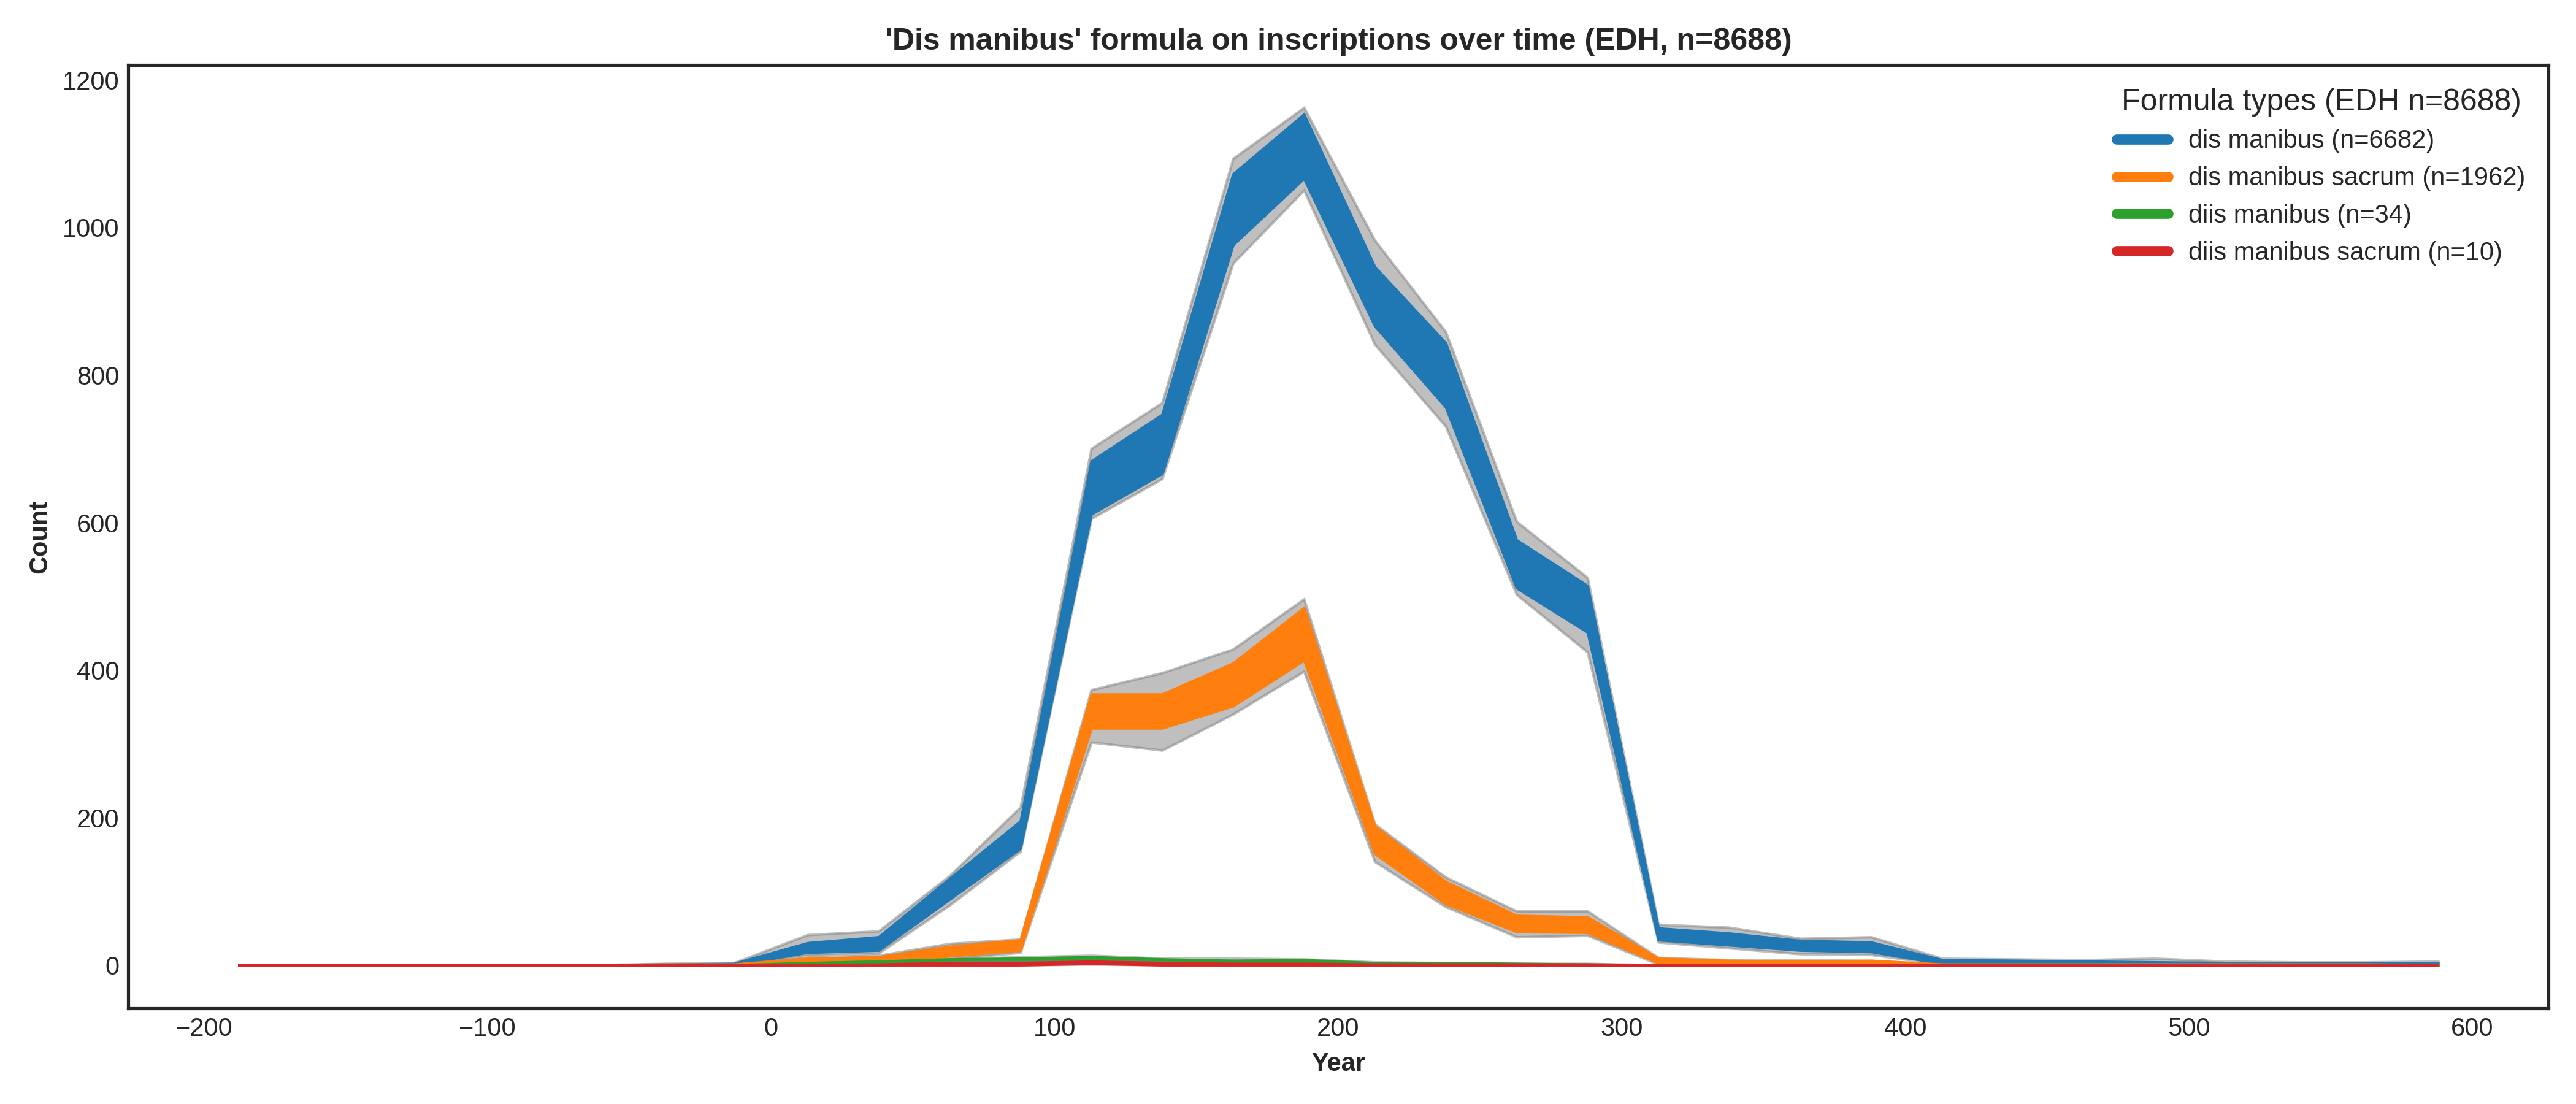 'Dis manibus' formula on inscriptions over time (EDH, n=8688)
1200
1000
800
600
400
200
0
Count
Formula types (EDH n=8688)
dis manibus (n=6682)
dis manibus sacrum (n=1962)
diis manibus (n=34)
diis manibus sacrum (n=10)
−200 −100 0 100 200 300 400 500 600
Year